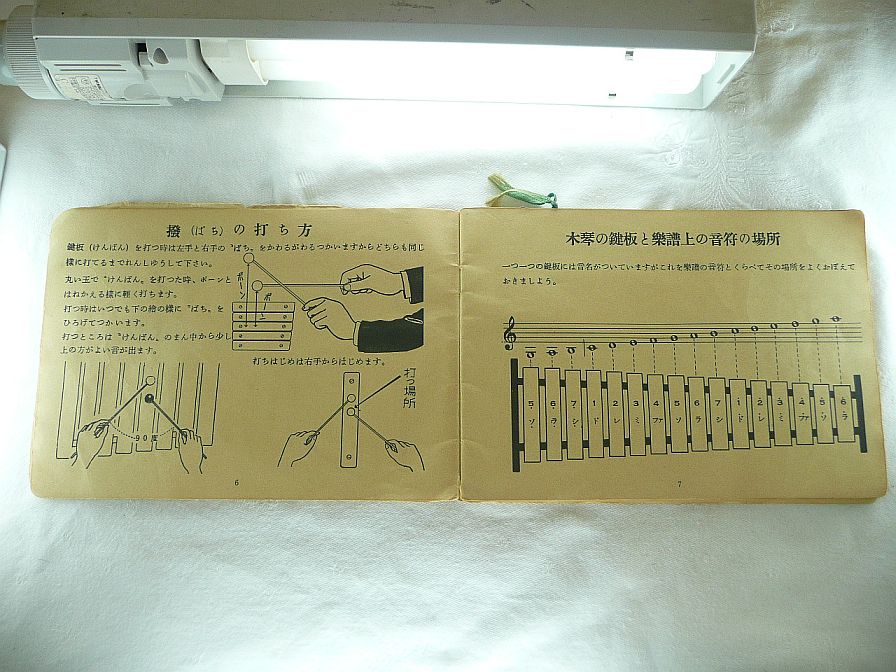 撥（ばち）の打ち方
鍵板（けんばん）を打つ時は左手と右手の〝ばち〟をかわるがわるつかいますからどちらも同じ
様に打てるまでれんしゆうして下さい。
丸い玉で〝けんばん〟を打つた時、ポーンと
はねかえる様に軽く打ちます。
打つ時はいつでも下の絵の様に〝ばち〟を
ひろげてつかいます。
打つところは〝けんばん〟のまん中から少し
上の方がよい音が出ます。
ポーン
ポーン
打ちはじめは右手からはじめます。
90度
打つ場所
6
木琴の鍵板と樂譜上の音符の場所
一つ一つの鍵板には音名がついていますがこれを樂譜の音符とくらべてその場所をよくおぼえて
おきましよう。
5 6 7 1 2 3 4 5 6 7 1 2 3 4 5 6
ソ ラ シ ド レ ミ ファ ソ ラ シ ド レ ミ ファ ソ ラ
7